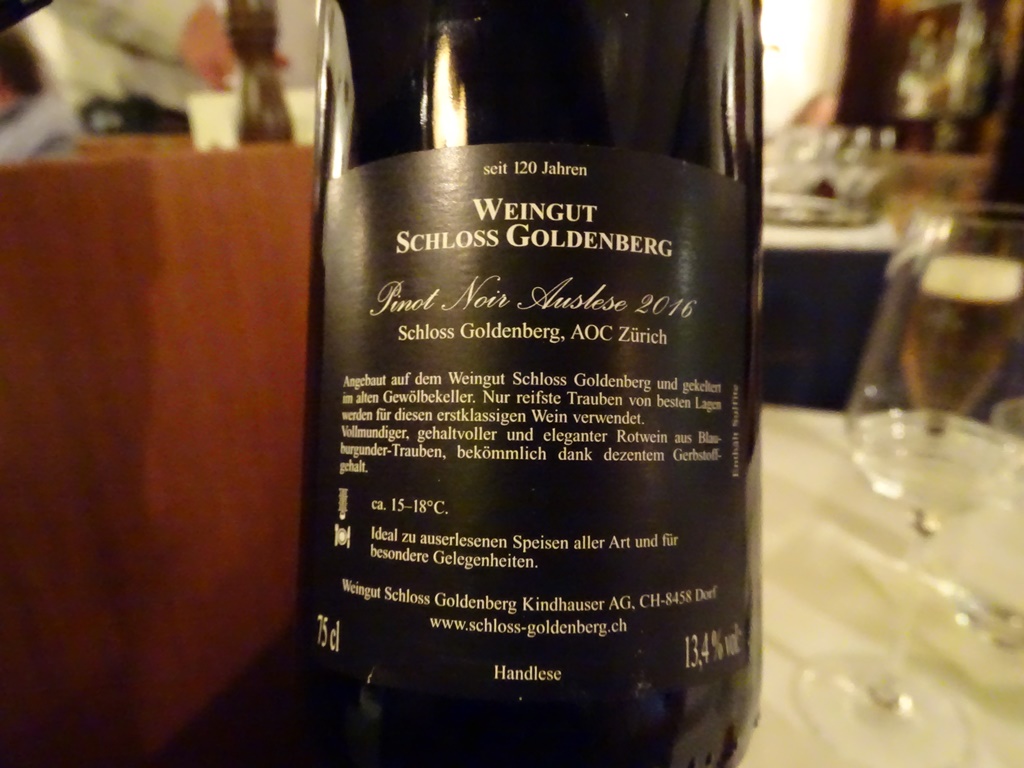 seit 120 Jahren
WEINGUT
SCHLOSS GOLDENBERG
Pinot Noir Auslese 2016
Schloss Goldenberg, AOC Zürich
Angebaut auf dem Weingut Schloss Goldenberg und gekeltert
im alten Gewölbekeller. Nur reifste Trauben von besten Lagen
werden für diesen erstklassigen Wein verwendet.
Vollmundiger, gehaltvoller und eleganter Rotwein aus Blau-
burgunder-Trauben, bekömmlich dank dezentem Gerbstoff-
gehalt.
Enthält Sulfite
ca. 15–18°C.
Ideal zu auserlesenen Speisen aller Art und für
besondere Gelegenheiten.
Weingut Schloss Goldenberg Kindhauser AG, CH-8458 Dorf
www.schloss-goldenberg.ch
75 cl
13,4 % vol.
Handlese